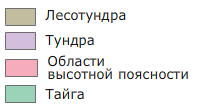 Лесотундра
Тундра
Области
высотной поясности
Тайга